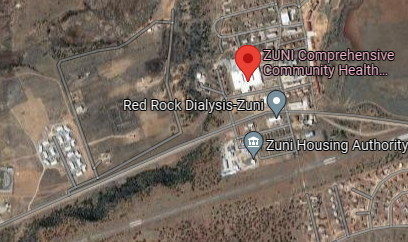 ZUNI Comprehensive
Community Health...
Red Rock Dialysis-Zuni
Zuni Housing Authority